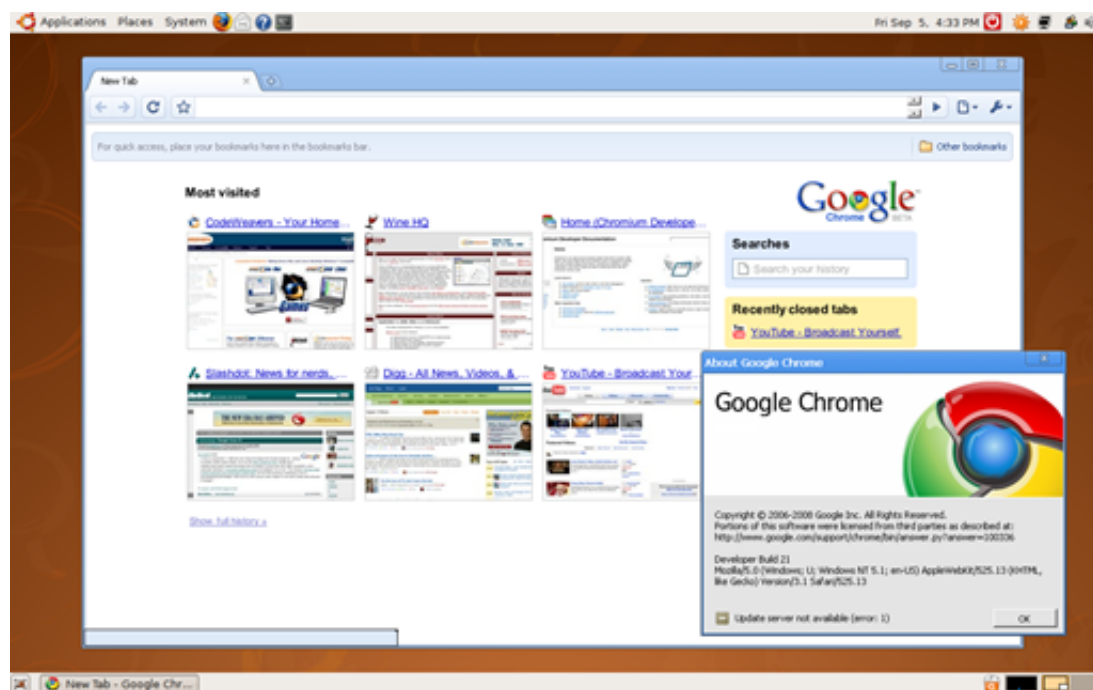 Applications Places System
Fri Sep 5, 4:33 PM
New Tab
For quick access, place your bookmarks here in the bookmarks bar.
Other bookmarks
Most visited
Google
Chrome BETA
CodeWeavers - Your Home...
Wine HQ
Home (Chromium Develope...
Searches
Search your history
Recently closed tabs
YouTube - Broadcast Yourself.
Slashdot: News for nerds, ...
Digg - All News, Videos, & ...
YouTube - Broadcast Your...
Show full history »
About Google Chrome
Google Chrome
Copyright © 2006-2008 Google Inc. All Rights Reserved.
Portions of this software were licensed from third parties as described at:
http://www.google.com/support/chrome/bin/answer.py?answer=100336
Developer Build 21
Mozilla/5.0 (Windows; U; Windows NT 5.1; en-US) AppleWebKit/525.13 (KHTML,
like Gecko) Version/3.1 Safari/525.13
Update server not available (error: 1)
OK
New Tab - Google Chr...